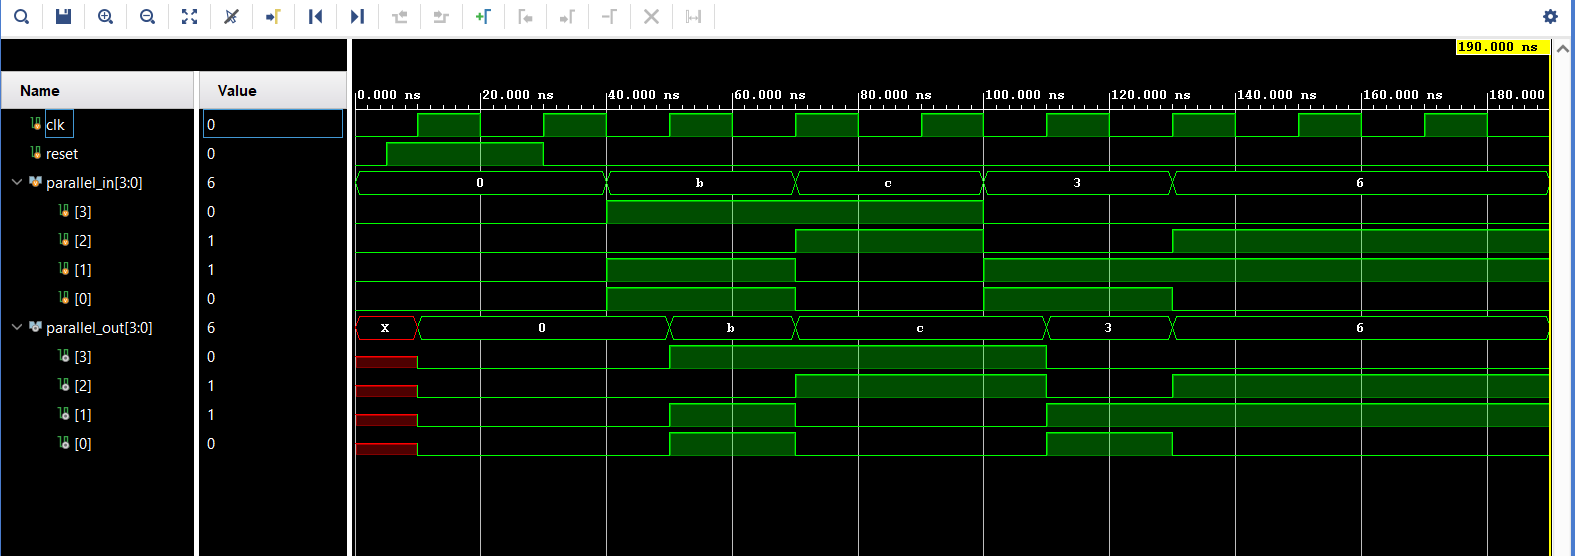 190.000 ns
Name Value
0.000 ns 20.000 ns 40.000 ns 60.000 ns 80.000 ns 100.000 ns 120.000 ns 140.000 ns 160.000 ns 180.000
clk 0
reset 0
parallel_in[3:0] 6 0 b c 3 6
[3] 0
[2] 1
[1] 1
[0] 0
parallel_out[3:0] 6 X 0 b c 3 6
[3] 0
[2] 1
[1] 1
[0] 0